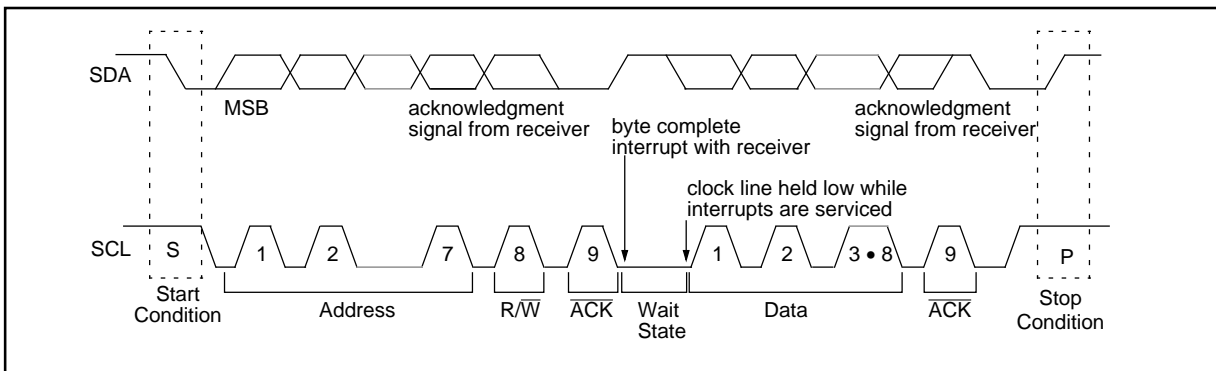 SDA
MSB
acknowledgment
signal from receiver
acknowledgment
signal from receiver
byte complete
interrupt with receiver
clock line held low while
interrupts are serviced
SCL
S
1
2
7
8
9
1
2
3 • 8
9
P
Start
Condition
Address
R/W̅
A̅C̅K̅
Wait
State
Data
A̅C̅K̅
Stop
Condition